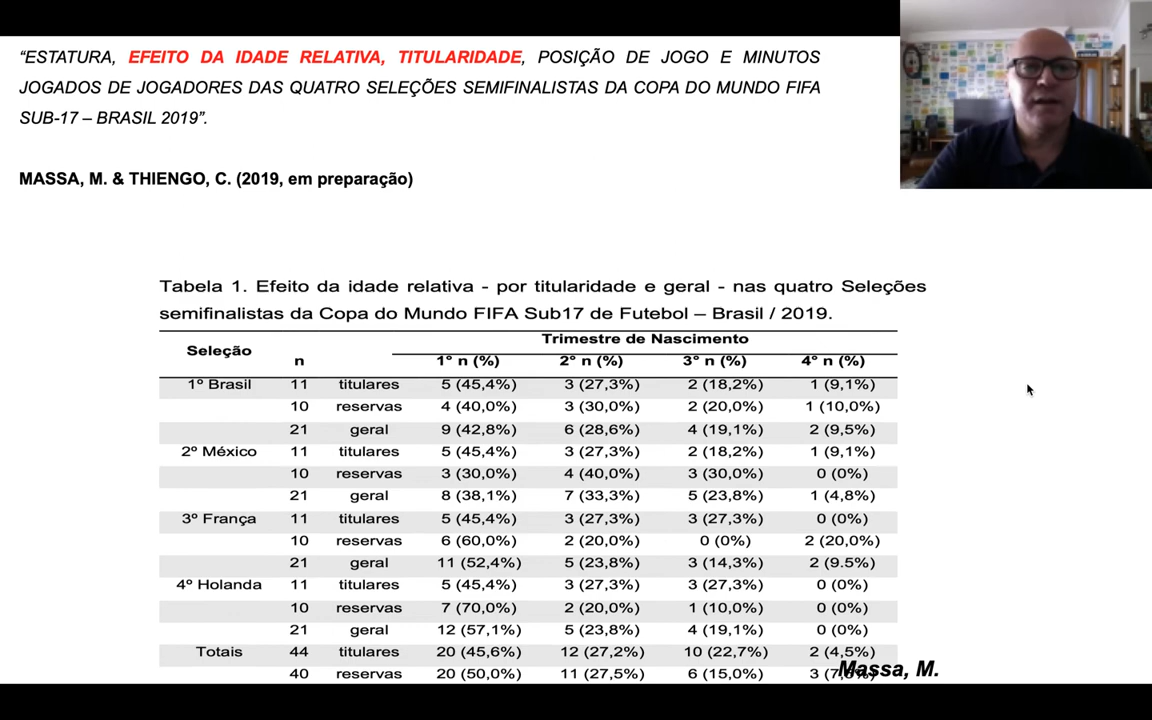 “ESTATURA, EFEITO DA IDADE RELATIVA, TITULARIDADE, POSIÇÃO DE JOGO E MINUTOS
JOGADOS DE JOGADORES DAS QUATRO SELEÇÕES SEMIFINALISTAS DA COPA DO MUNDO FIFA
SUB-17 – BRASIL 2019”.
MASSA, M. & THIENGO, C. (2019, em preparação)
Tabela 1. Efeito da idade relativa - por titularidade e geral - nas quatro Seleções
semifinalistas da Copa do Mundo FIFA Sub17 de Futebol – Brasil / 2019.
Seleção n Trimestre de Nascimento
1º n (%) 2º n (%) 3º n (%) 4º n (%)
1º Brasil 11 titulares 5 (45,4%) 3 (27,3%) 2 (18,2%) 1 (9,1%)
10 reservas 4 (40,0%) 3 (30,0%) 2 (20,0%) 1 (10,0%)
21 geral 9 (42,8%) 6 (28,6%) 4 (19,1%) 2 (9,5%)
2º México 11 titulares 5 (45,4%) 3 (27,3%) 2 (18,2%) 1 (9,1%)
10 reservas 3 (30,0%) 4 (40,0%) 3 (30,0%) 0 (0%)
21 geral 8 (38,1%) 7 (33,3%) 5 (23,8%) 1 (4,8%)
3º França 11 titulares 5 (45,4%) 3 (27,3%) 3 (27,3%) 0 (0%)
10 reservas 6 (60,0%) 2 (20,0%) 0 (0%) 2 (20,0%)
21 geral 11 (52,4%) 5 (23,8%) 3 (14,3%) 2 (9.5%)
4º Holanda 11 titulares 5 (45,4%) 3 (27,3%) 3 (27,3%) 0 (0%)
10 reservas 7 (70,0%) 2 (20,0%) 1 (10,0%) 0 (0%)
21 geral 12 (57,1%) 5 (23,8%) 4 (19,1%) 0 (0%)
Totais 44 titulares 20 (45,6%) 12 (27,2%) 10 (22,7%) 2 (4,5%)
40 reservas 20 (50,0%) 11 (27,5%) 6 (15,0%) 3
Massa, M.